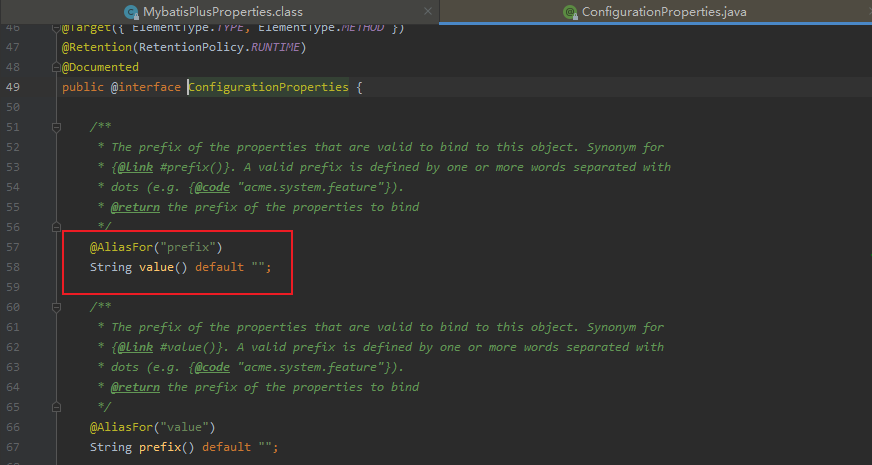 MybatisPlusProperties.class
ConfigurationProperties.java
46 @Target({ ElementType.TYPE, ElementType.METHOD })
47 @Retention(RetentionPolicy.RUNTIME)
48 @Documented
49 public @interface ConfigurationProperties {
50
51 /**
52 * The prefix of the properties that are valid to bind to this object. Synonym for
53 * {@link #prefix()}. A valid prefix is defined by one or more words separated with
54 * dots (e.g. {@code "acme.system.feature"}).
55 * @return the prefix of the properties to bind
56 */
57 @AliasFor("prefix")
58 String value() default "";
59
60 /**
61 * The prefix of the properties that are valid to bind to this object. Synonym for
62 * {@link #value()}. A valid prefix is defined by one or more words separated with
63 * dots (e.g. {@code "acme.system.feature"}).
64 * @return the prefix of the properties to bind
65 */
66 @AliasFor("value")
67 String prefix() default "";